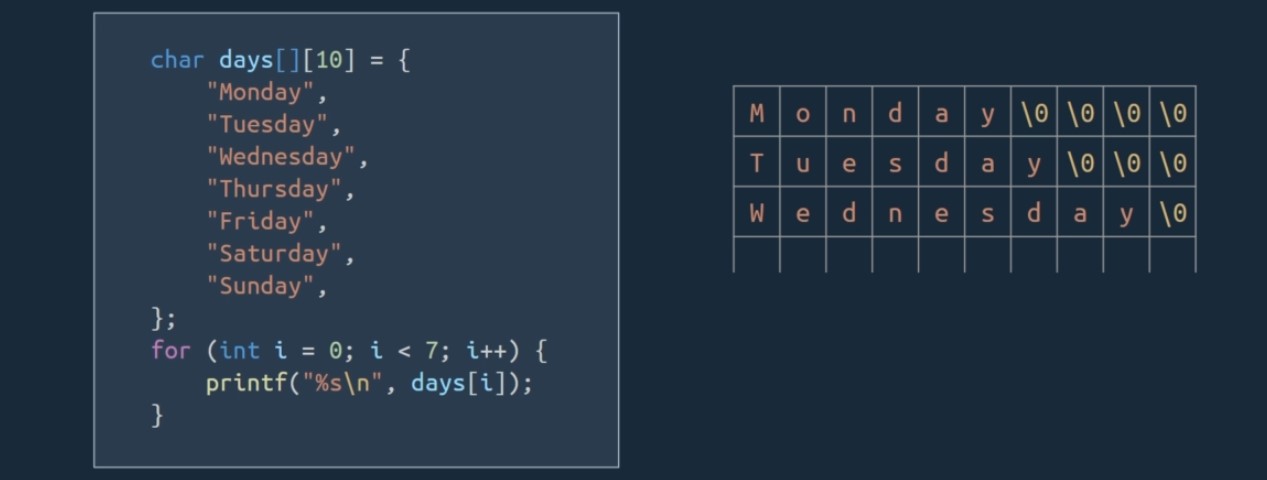 char days[][10] = {
"Monday",
"Tuesday",
"Wednesday",
"Thursday",
"Friday",
"Saturday",
"Sunday",
};
for (int i = 0; i < 7; i++) {
printf("%s\n", days[i]);
}
M o n d a y \0 \0 \0 \0
T u e s d a y \0 \0 \0
W e d n e s d a y \0